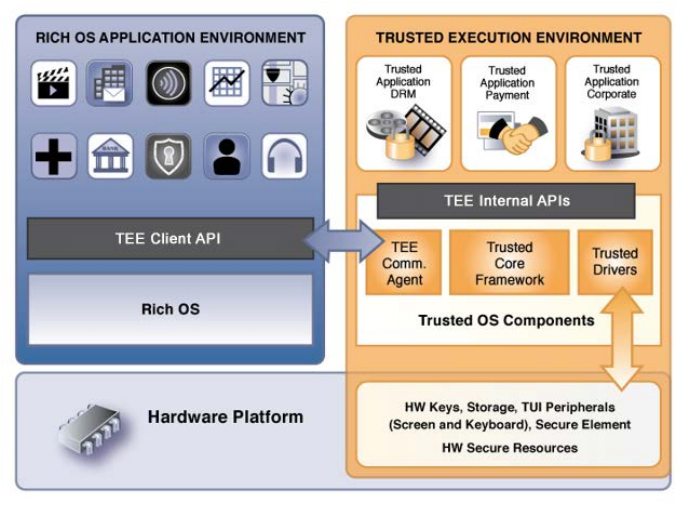 RICH OS APPLICATION ENVIRONMENT
BANK
TEE Client API
Rich OS
TRUSTED EXECUTION ENVIRONMENT
Trusted
Application
DRM
Trusted
Application
Payment
Trusted
Application
Corporate
TEE Internal APIs
TEE
Comm.
Agent
Trusted
Core
Framework
Trusted
Drivers
Trusted OS Components
Hardware Platform
HW Keys, Storage, TUI Peripherals
(Screen and Keyboard), Secure Element
HW Secure Resources